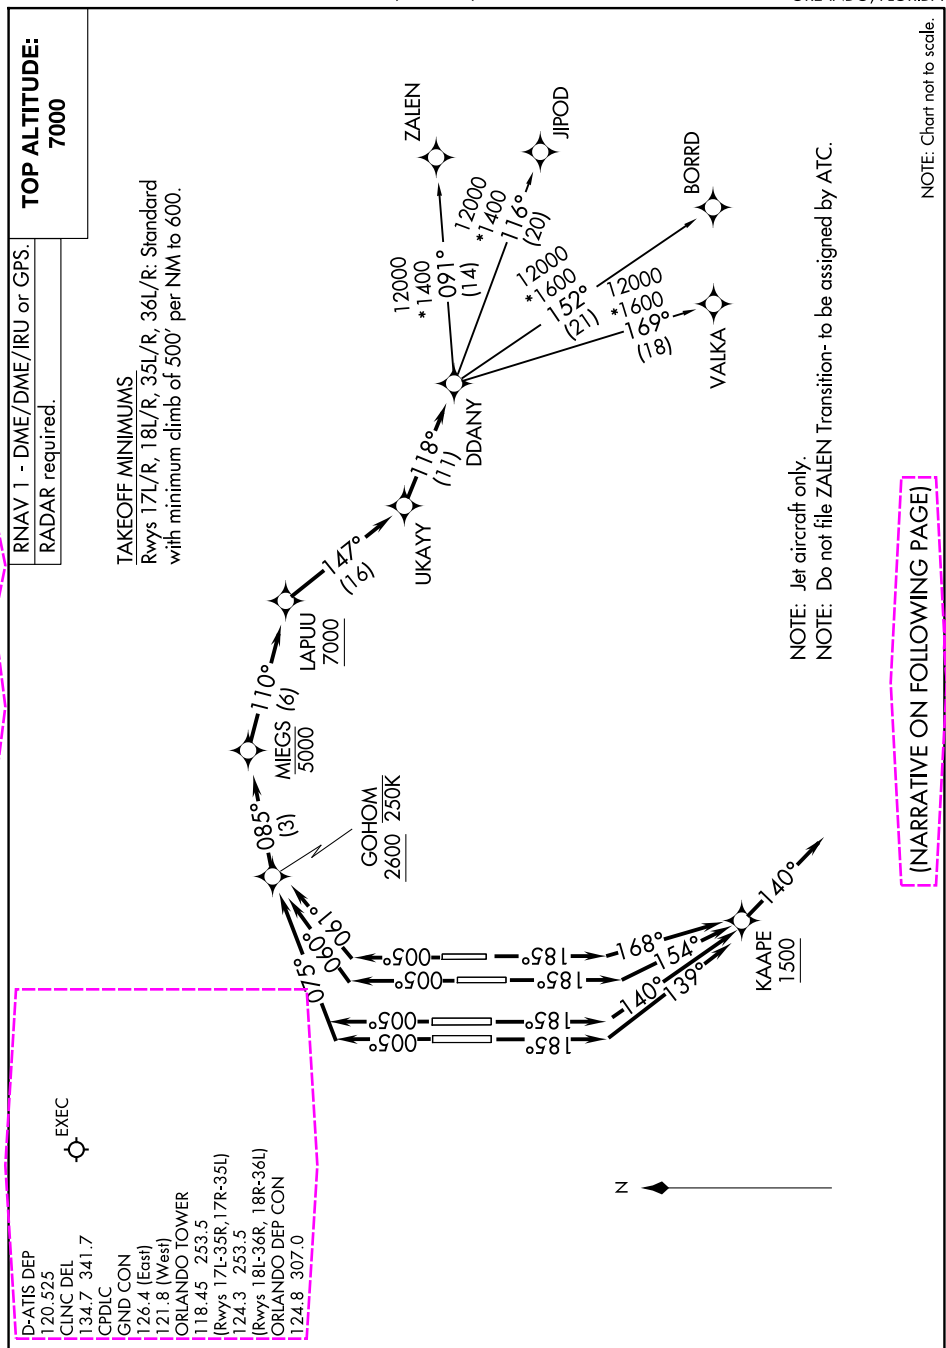 TOP ALTITUDE:
7000
RNAV 1 - DME/DME/IRU or GPS.
RADAR required.
TAKEOFF MINIMUMS
Rwys 17L/R, 18L/R, 35L/R, 36L/R: Standard
with minimum climb of 500' per NM to 600.
D-ATIS DEP
120.525
CLNC DEL
134.7 341.7
CPDLC
GND CON
126.4 (East)
121.8 (West)
ORLANDO TOWER
118.45 253.5
(Rwys 17L-35R,17R-35L)
124.3 253.5
(Rwys 18L-36R, 18R-36L)
ORLANDO DEP CON
124.8 307.0
EXEC
N
075°
060°
061°
005°
005°
005°
005°
185°
185°
185°
185°
168°
154°
140°
139°
KAAPE
1500
140°
GOHOM
2600 250K
085°
(3)
MIEGS
5000
110°
(6)
LAPUU
7000
147°
(16)
UKAYY
118°
(11)
DDANY
12000
*1400
091°
(14)
ZALEN
12000
*1400
116°
(20)
JIPOD
12000
*1600
152°
(21)
BORRD
12000
*1600
169°
(18)
VALKA
NOTE: Jet aircraft only.
NOTE: Do not file ZALEN Transition- to be assigned by ATC.
(NARRATIVE ON FOLLOWING PAGE)
NOTE: Chart not to scale.